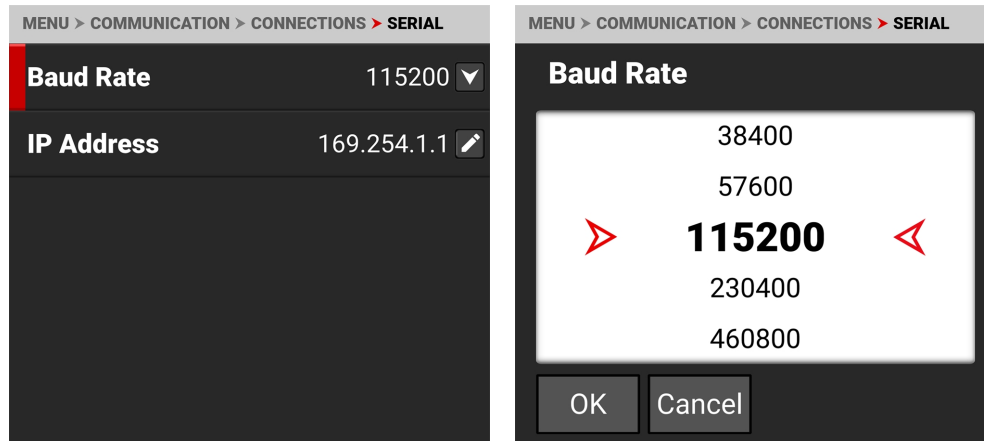 MENU > COMMUNICATION > CONNECTIONS > SERIAL
Baud Rate 115200
IP Address 169.254.1.1
MENU > COMMUNICATION > CONNECTIONS > SERIAL
Baud Rate
38400
57600
115200
230400
460800
OK Cancel